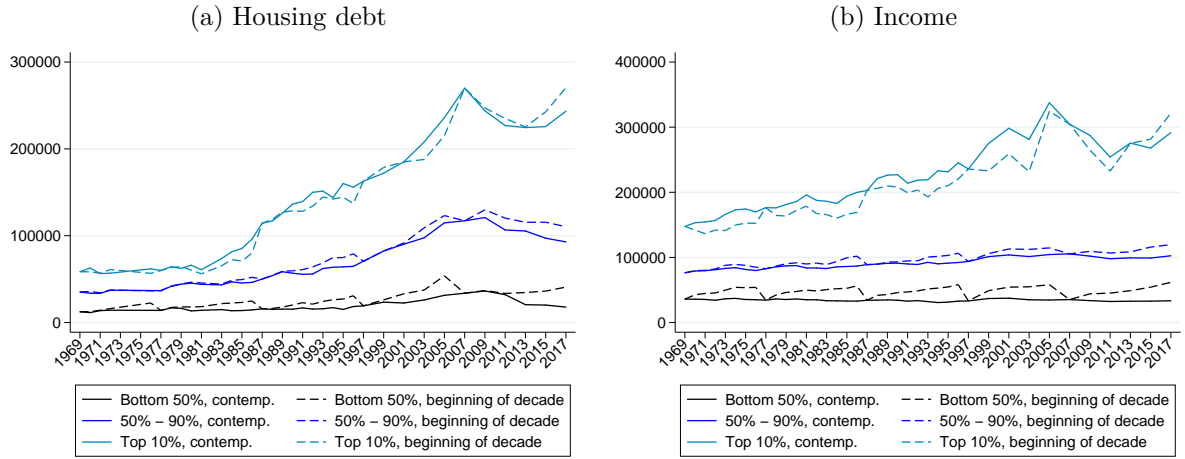 (a) Housing debt
300000
200000
100000
0
1969 1971 1973 1975 1977 1979 1981 1983 1985 1987 1989 1991 1993 1995 1997 1999 2001 2003 2005 2007 2009 2011 2013 2015 2017
Bottom 50%, contemp. Bottom 50%, beginning of decade
50% − 90%, contemp. 50% − 90%, beginning of decade
Top 10%, contemp. Top 10%, beginning of decade
(b) Income
400000
300000
200000
100000
0
1969 1971 1973 1975 1977 1979 1981 1983 1985 1987 1989 1991 1993 1995 1997 1999 2001 2003 2005 2007 2009 2011 2013 2015 2017
Bottom 50%, contemp. Bottom 50%, beginning of decade
50% − 90%, contemp. 50% − 90%, beginning of decade
Top 10%, contemp. Top 10%, beginning of decade